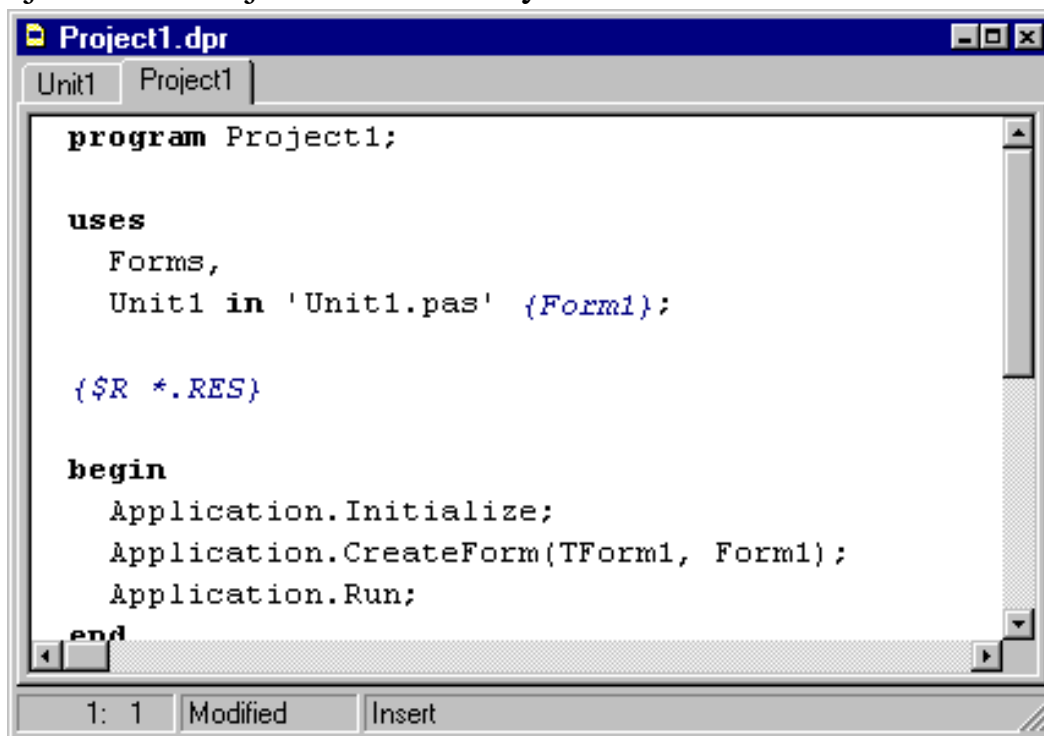 Project1.dpr
Unit1 Project1
program Project1;
uses
Forms,
Unit1 in 'Unit1.pas' {Form1};
{$R *.RES}
begin
Application.Initialize;
Application.CreateForm(TForm1, Form1);
Application.Run;
end
1: 1 Modified Insert